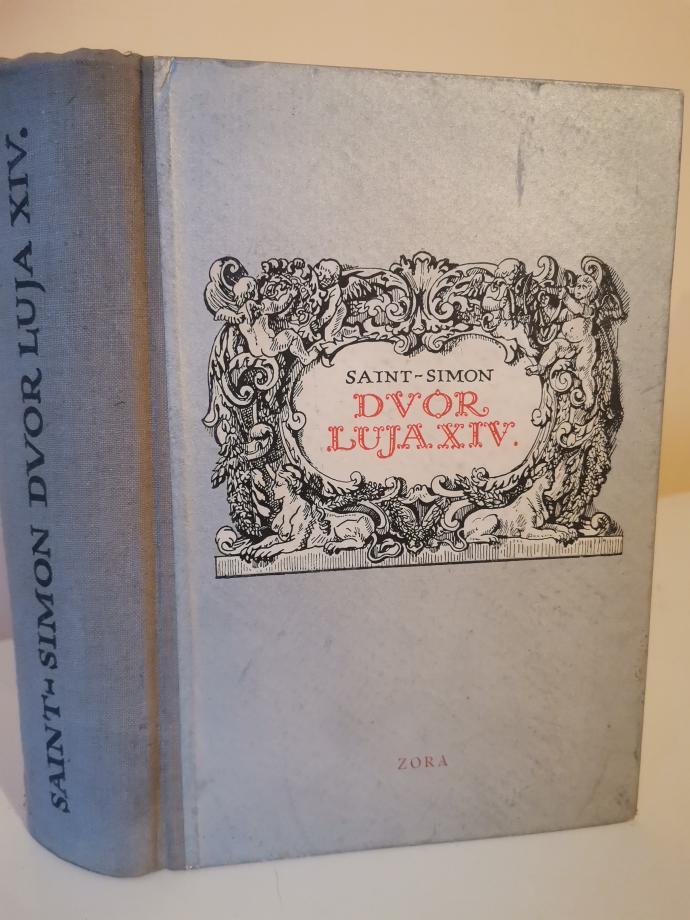 SAINT-SIMON DVOR LUJA XIV.
SAINT-SIMON
DVOR
LUJA XIV.
ZORA